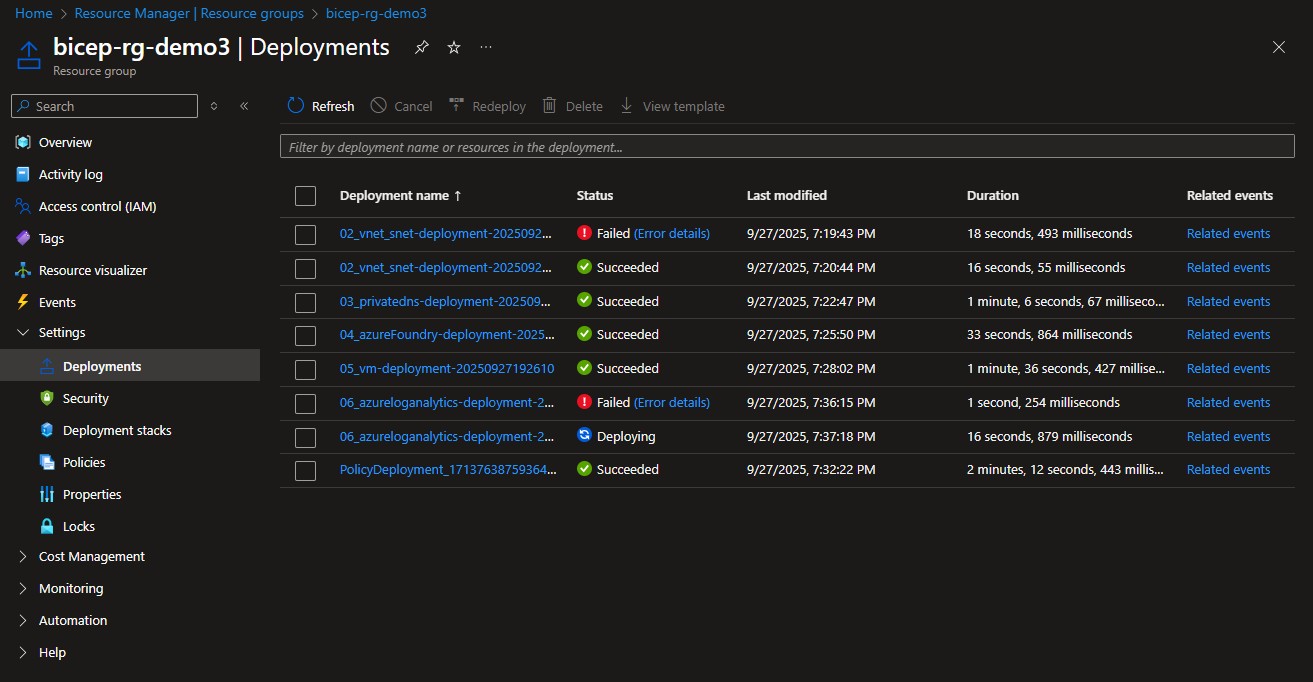 Home > Resource Manager | Resource groups > bicep-rg-demo3
bicep-rg-demo3 | Deployments ...
Resource group
Search
Refresh Cancel Redeploy Delete View template
Filter by deployment name or resources in the deployment...
Overview
Activity log
Access control (IAM)
Tags
Resource visualizer
Events
Settings
Deployments
Security
Deployment stacks
Policies
Properties
Locks
Cost Management
Monitoring
Automation
Help
Deployment name ↑ Status Last modified Duration Related events
02_vnet_snet-deployment-2025092... Failed (Error details) 9/27/2025, 7:19:43 PM 18 seconds, 493 milliseconds Related events
02_vnet_snet-deployment-2025092... Succeeded 9/27/2025, 7:20:44 PM 16 seconds, 55 milliseconds Related events
03_privatedns-deployment-202509... Succeeded 9/27/2025, 7:22:47 PM 1 minute, 6 seconds, 67 milliseco... Related events
04_azureFoundry-deployment-2025... Succeeded 9/27/2025, 7:25:50 PM 33 seconds, 864 milliseconds Related events
05_vm-deployment-20250927192610 Succeeded 9/27/2025, 7:28:02 PM 1 minute, 36 seconds, 427 millise... Related events
06_azureloganalytics-deployment-2... Failed (Error details) 9/27/2025, 7:36:15 PM 1 second, 254 milliseconds Related events
06_azureloganalytics-deployment-2... Deploying 9/27/2025, 7:37:18 PM 16 seconds, 879 milliseconds Related events
PolicyDeployment_17137638759364... Succeeded 9/27/2025, 7:32:22 PM 2 minutes, 12 seconds, 443 millis... Related events